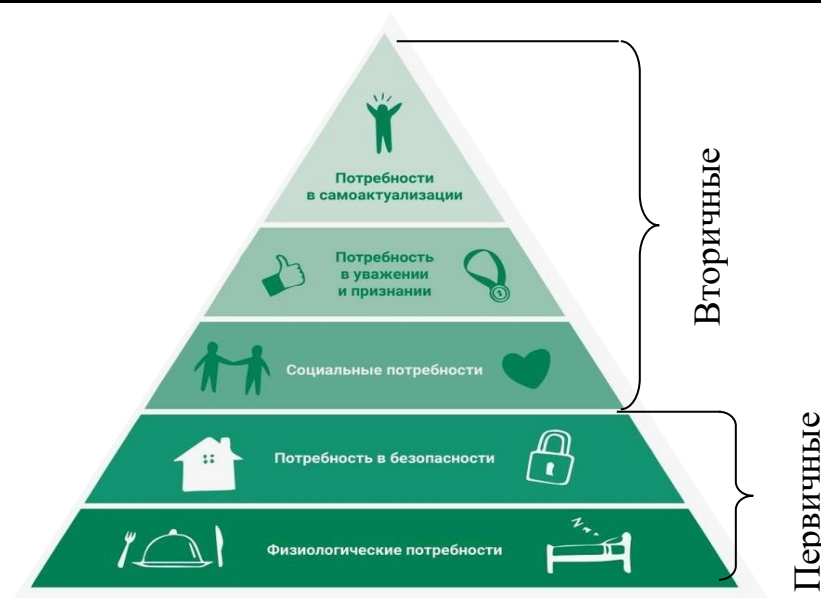 Потребности
в самоактуализации
Потребность
в уважении
и признании
Социальные потребности
Потребность в безопасности
Физиологические потребности
Вторичные
Первичные